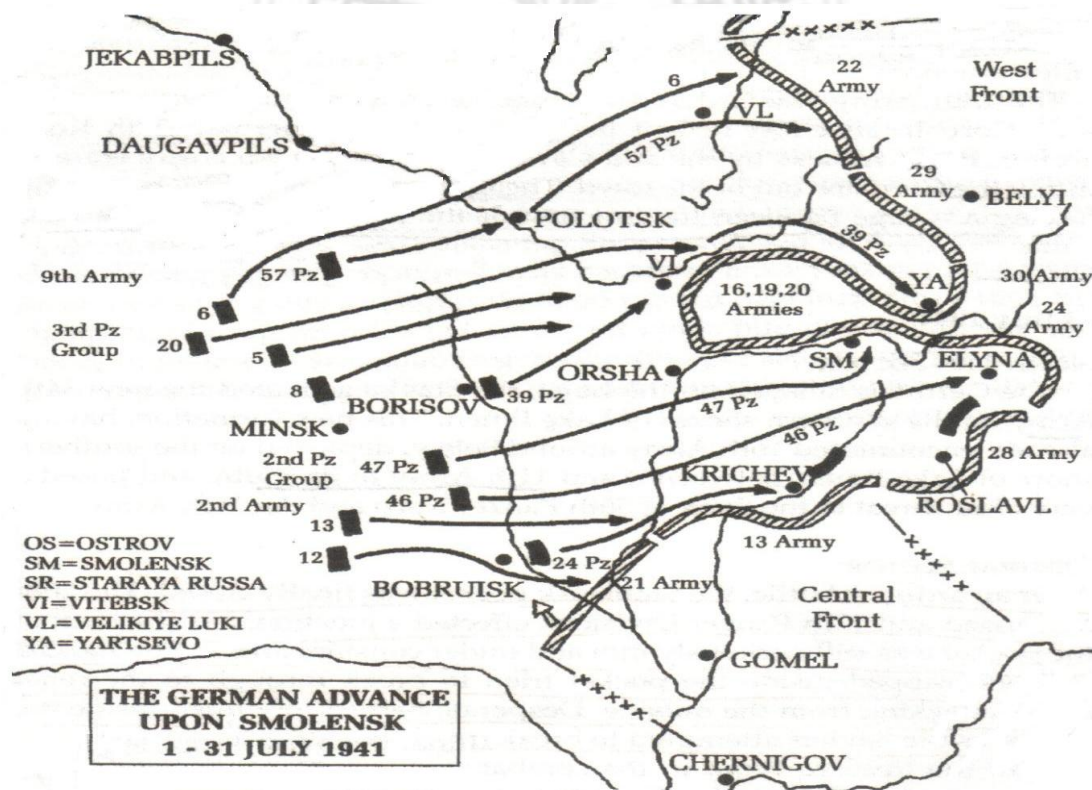 JEKABPILS
DAUGAVPILS
6
22
Army
West
Front
VL
57 Pz
29
Army
BELYI
POLOTSK
39 Pz
9th Army
57 Pz
VI
YA
30 Army
6
16,19,20
Armies
24
Army
3rd Pz
Group
20
5
SM
ELYNA
8
39 Pz
ORSHA
BORISOV
47 Pz
MINSK
46 Pz
2nd Pz
Group
47 Pz
KRICHEV
28 Army
46 Pz
2nd Army
13
ROSLAVL
13 Army
12
24 Pz
OS=OSTROV
SM=SMOLENSK
SR=STARAYA RUSSA
VI=VITEBSK
VL=VELIKIYE LUKI
YA=YARTSEVO
BOBRUISK
21 Army
Central
Front
GOMEL
THE GERMAN ADVANCE
UPON SMOLENSK
1 - 31 JULY 1941
CHERNIGOV